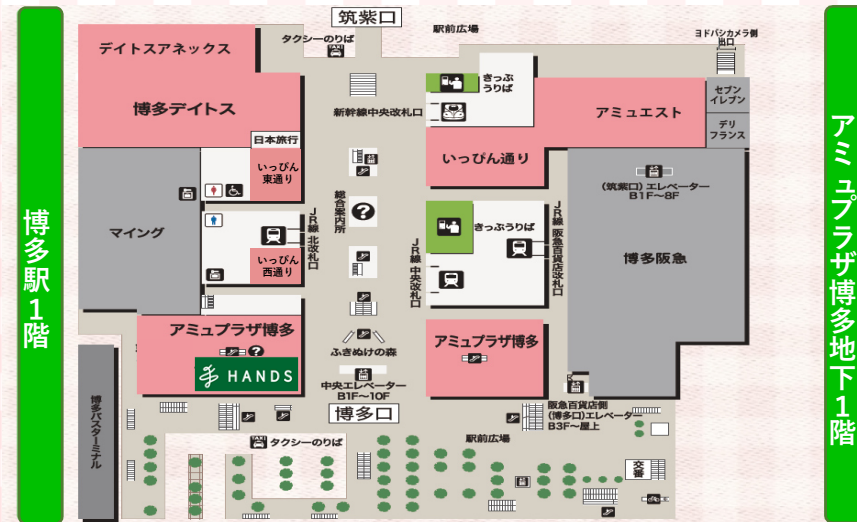 博多駅1階
筑紫口
駅前広場
タクシーのりば
TAXI
ヨドバシカメラ側
出口
デイトスアネックス
博多デイトス
新幹線中央改札口
きっぷ
うりば
アミュエスト
セブン
イレブン
デリ
フランス
日本旅行
いっぴん
東通り
いっぴん通り
(筑紫口)エレベーター
B1F～8F
マイング
総合案内所
JR線 北改札口
JR線 中央改札口
きっぷうりば
JR線 阪急百貨店改札口
博多阪急
いっぴん
西通り
アミュプラザ博多
HANDS
ふきぬけの森
中央エレベーター
B1F～10F
アミュプラザ博多
博多口
阪急百貨店側
(博多口)エレベーター
B3F～屋上
博多バスターミナル
TAXI
タクシーのりば
駅前広場
交番
アミュプラザ博多地下1階